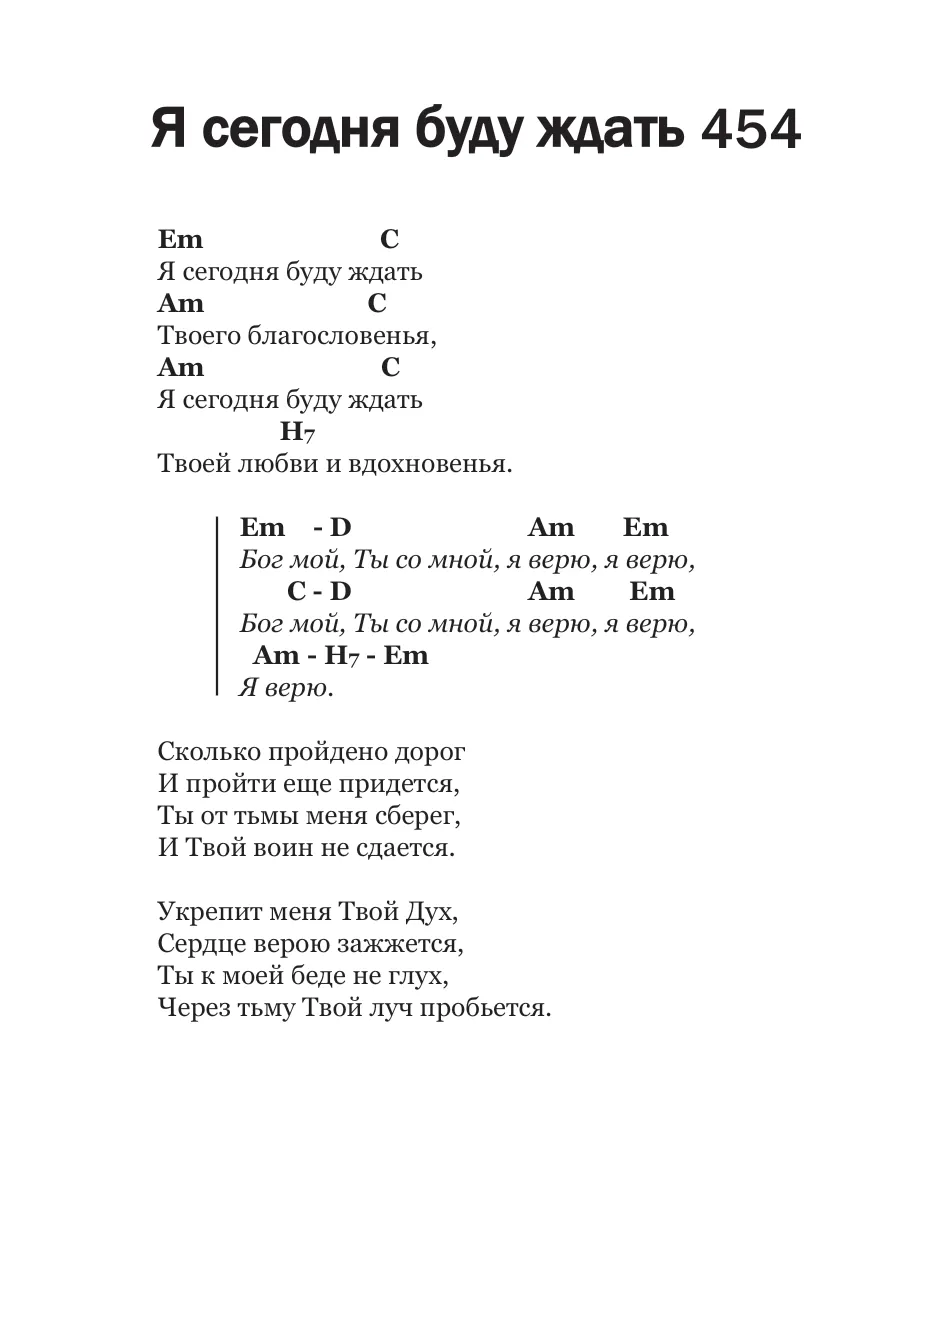 Я сегодня буду ждать 454
Em C
Я сегодня буду ждать
Am C
Твоего благословенья,
Am C
Я сегодня буду ждать
H7
Твоей любви и вдохновенья.
Em - D Am Em
Бог мой, Ты со мной, я верю, я верю,
C - D Am Em
Бог мой, Ты со мной, я верю, я верю,
Am - H7 - Em
Я верю.
Сколько пройдено дорог
И пройти еще придется,
Ты от тьмы меня сберег,
И Твой воин не сдается.
Укрепит меня Твой Дух,
Сердце верою зажжется,
Ты к моей беде не глух,
Через тьму Твой луч пробьется.